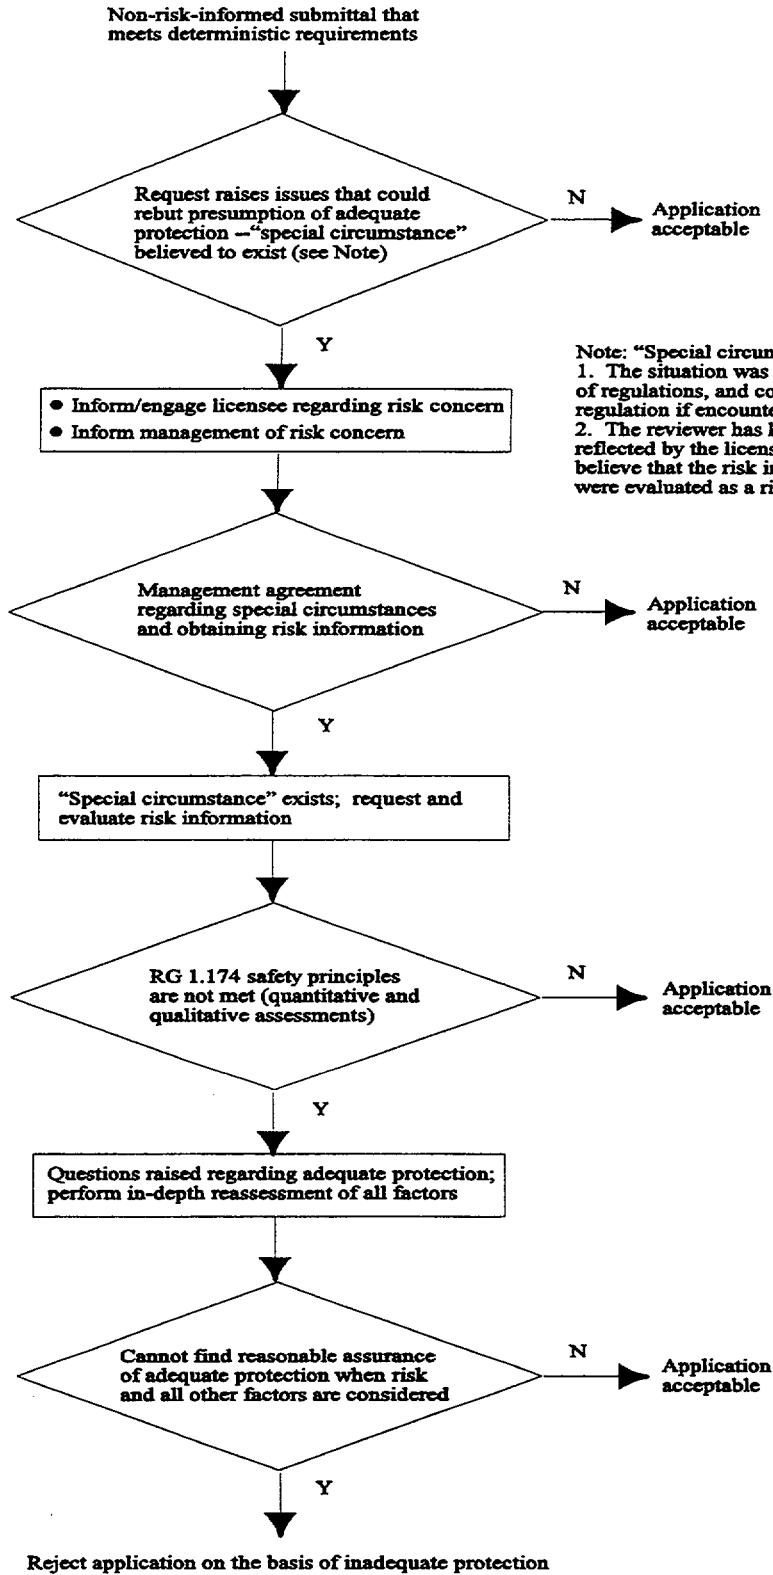 Non-risk-informed submittal that
meets deterministic requirements
Request raises issues that could
rebut presumption of adequate
protection –“special circumstance”
believed to exist (see Note)
N
Application
acceptable
Y
Note: “Special circum
1. The situation was
of regulations, and co
regulation if encounte
2. The reviewer has
reflected by the licens
believe that the risk in
were evaluated as a ri
● Inform/engage licensee regarding risk concern
● Inform management of risk concern
Management agreement
regarding special circumstances
and obtaining risk information
N
Application
acceptable
Y
“Special circumstance” exists; request and
evaluate risk information
RG 1.174 safety principles
are not met (quantitative and
qualitative assessments)
N
Application
acceptable
Y
Questions raised regarding adequate protection;
perform in-depth reassessment of all factors
Cannot find reasonable assurance
of adequate protection when risk
and all other factors are considered
N
Application
acceptable
Y
Reject application on the basis of inadequate protection